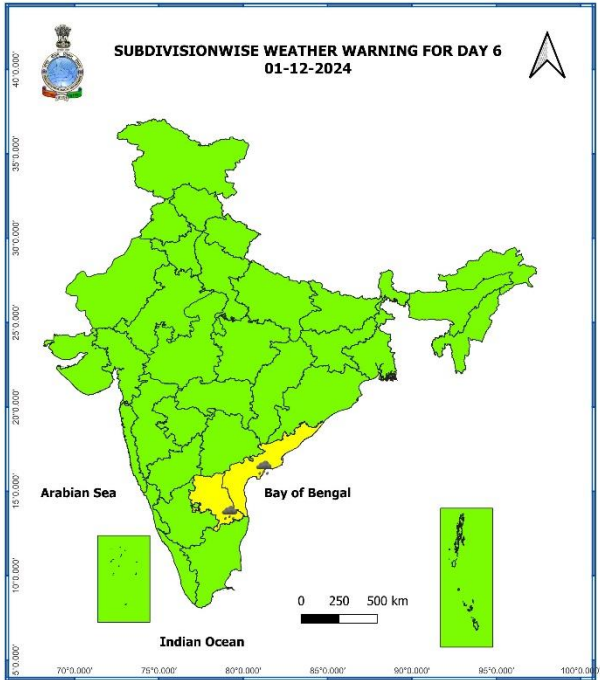 SUBDIVISIONWISE WEATHER WARNING FOR DAY 6
01-12-2024
40°0.000'
35°0.000'
30°0.000'
25°0.000'
20°0.000'
15°0.000'
10°0.000'
5°0.000'
Arabian Sea
Bay of Bengal
0 250 500 km
Indian Ocean
70°0.000' 75°0.000' 80°0.000' 85°0.000' 90°0.000' 95°0.000' 100°0.000'